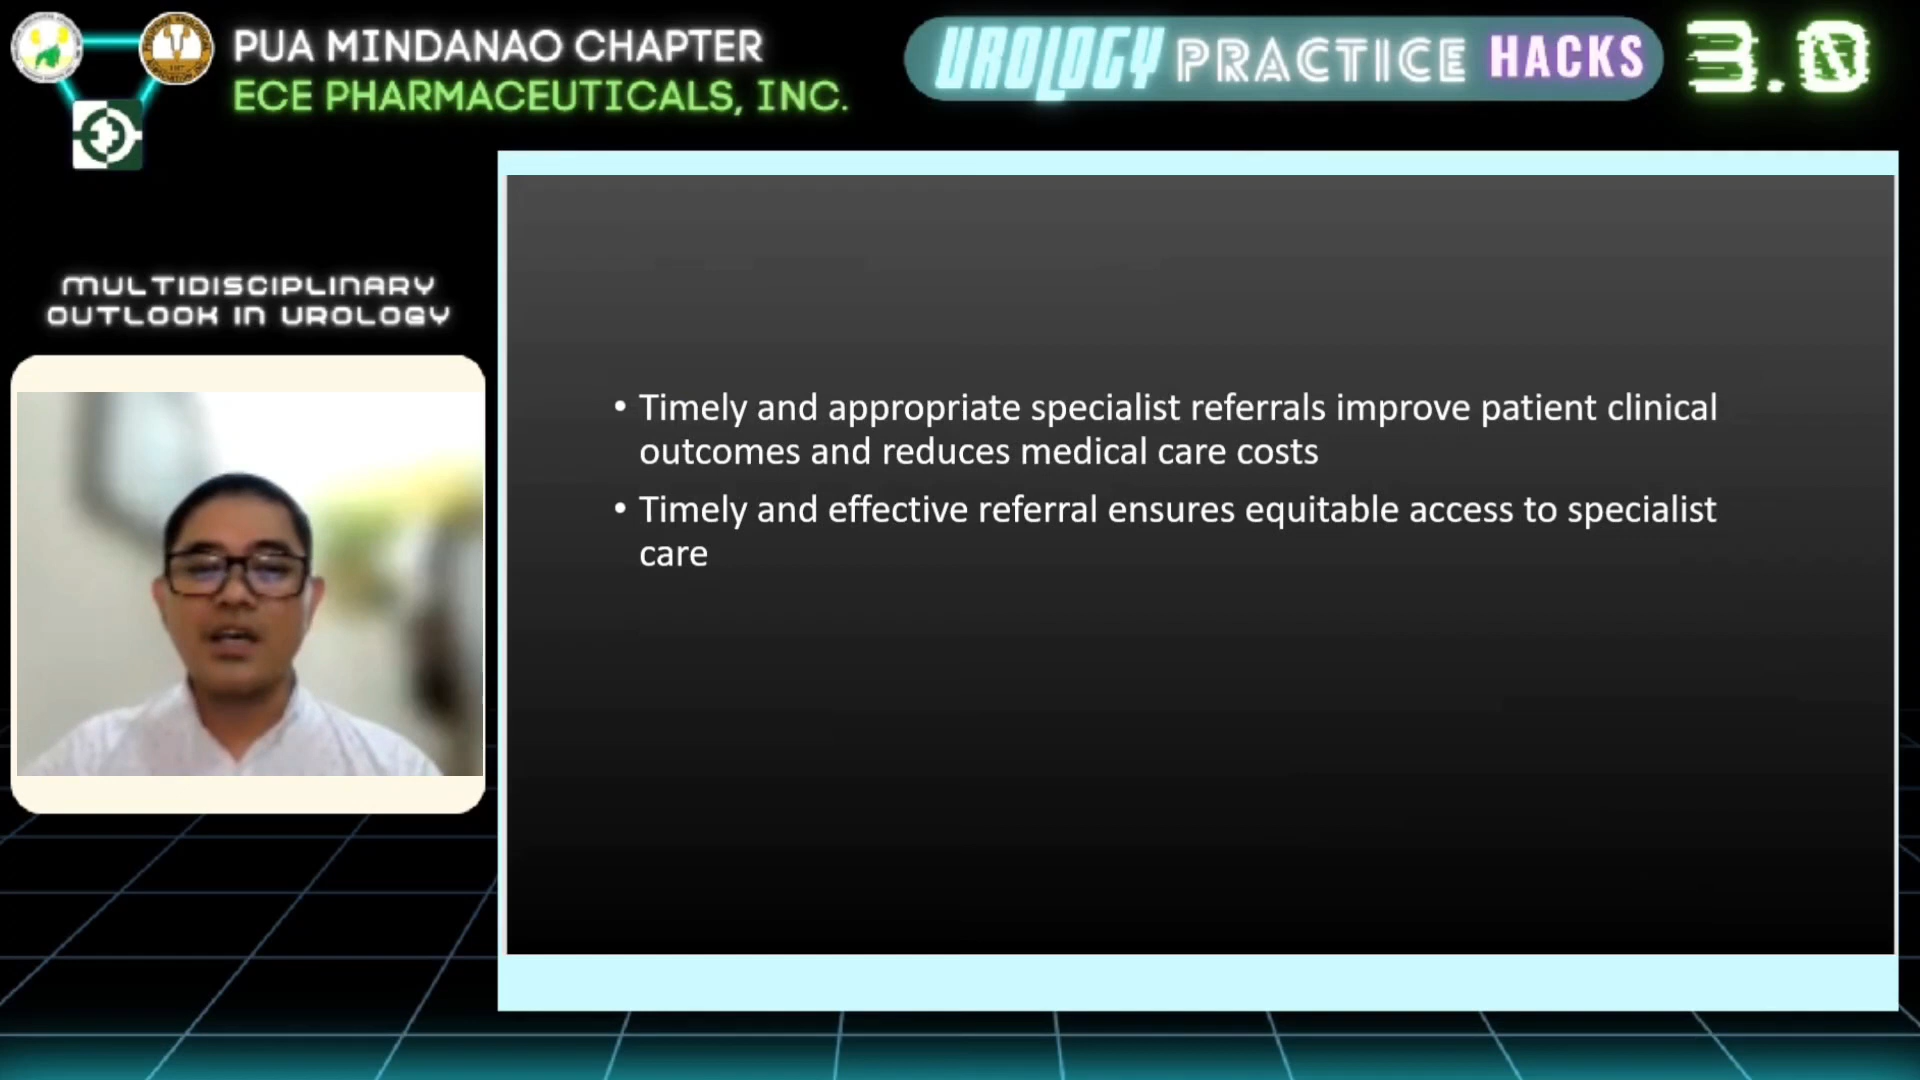 PUA MINDANAO CHAPTER
ECE PHARMACEUTICALS, INC.
UROLOGY PRACTICE HACKS 3.0
MULTIDISCIPLINARY
OUTLOOK IN UROLOGY
• Timely and appropriate specialist referrals improve patient clinical
outcomes and reduces medical care costs
• Timely and effective referral ensures equitable access to specialist
care